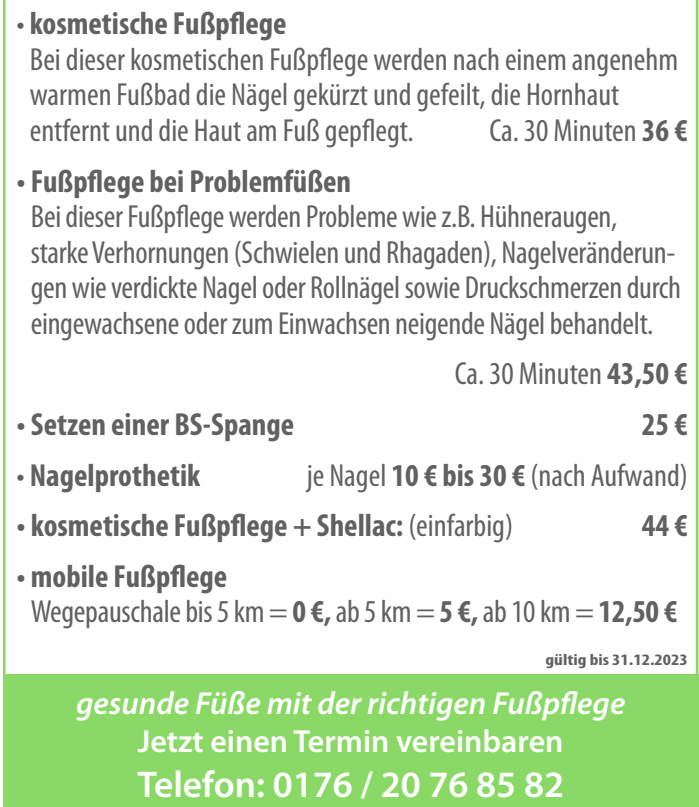 • kosmetische Fußpflege
Bei dieser kosmetischen Fußpflege werden nach einem angenehm
warmen Fußbad die Nägel gekürzt und gefeilt, die Hornhaut
entfernt und die Haut am Fuß gepflegt. Ca. 30 Minuten 36 €
• Fußpflege bei Problemfüßen
Bei dieser Fußpflege werden Probleme wie z.B. Hühneraugen,
starke Verhornungen (Schwielen und Rhagaden), Nagelveränderun-
gen wie verdickte Nagel oder Rollnägel sowie Druckschmerzen durch
eingewachsene oder zum Einwachsen neigende Nägel behandelt.
Ca. 30 Minuten 43,50 €
• Setzen einer BS-Spange 25 €
• Nagelprothetik je Nagel 10 € bis 30 € (nach Aufwand)
• kosmetische Fußpflege + Shellac: (einfarbig) 44 €
• mobile Fußpflege
Wegepauschale bis 5 km = 0 €, ab 5 km = 5 €, ab 10 km = 12,50 €
gültig bis 31.12.2023
gesunde Füße mit der richtigen Fußpflege
Jetzt einen Termin vereinbaren
Telefon: 0176 / 20 76 85 82